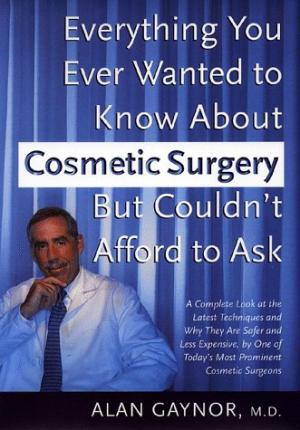 Everything You
Ever Wanted to
Know About
Cosmetic Surgery
But Couldn't
Afford to Ask
A Complete Look at the
Latest Techniques and
Why They Are Safer and
Less Expensive, by One of
Today's Most Prominent
Cosmetic Surgeons
ALAN GAYNOR, M.D.